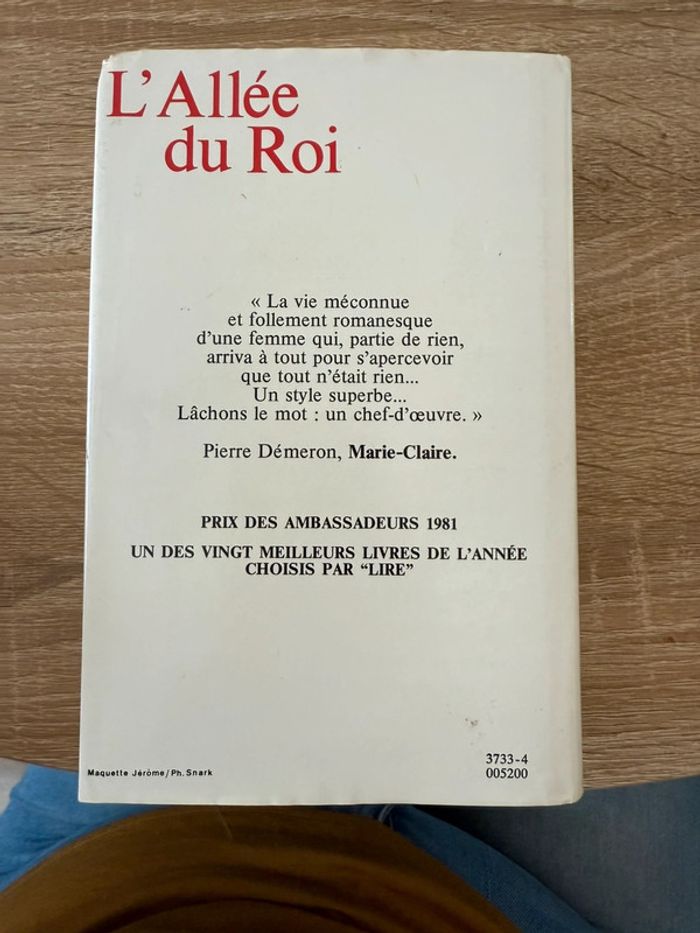 L'Allée
du Roi
« La vie méconnue
et follement romanesque
d'une femme qui, partie de rien,
arriva à tout pour s'apercevoir
que tout n'était rien...
Un style superbe...
Lâchons le mot : un chef-d'œuvre. »
Pierre Démeron, Marie-Claire.
PRIX DES AMBASSADEURS 1981
UN DES VINGT MEILLEURS LIVRES DE L'ANNÉE
CHOISIS PAR “LIRE”
Maquette Jérôme/Ph. Snark
3733-4
005200